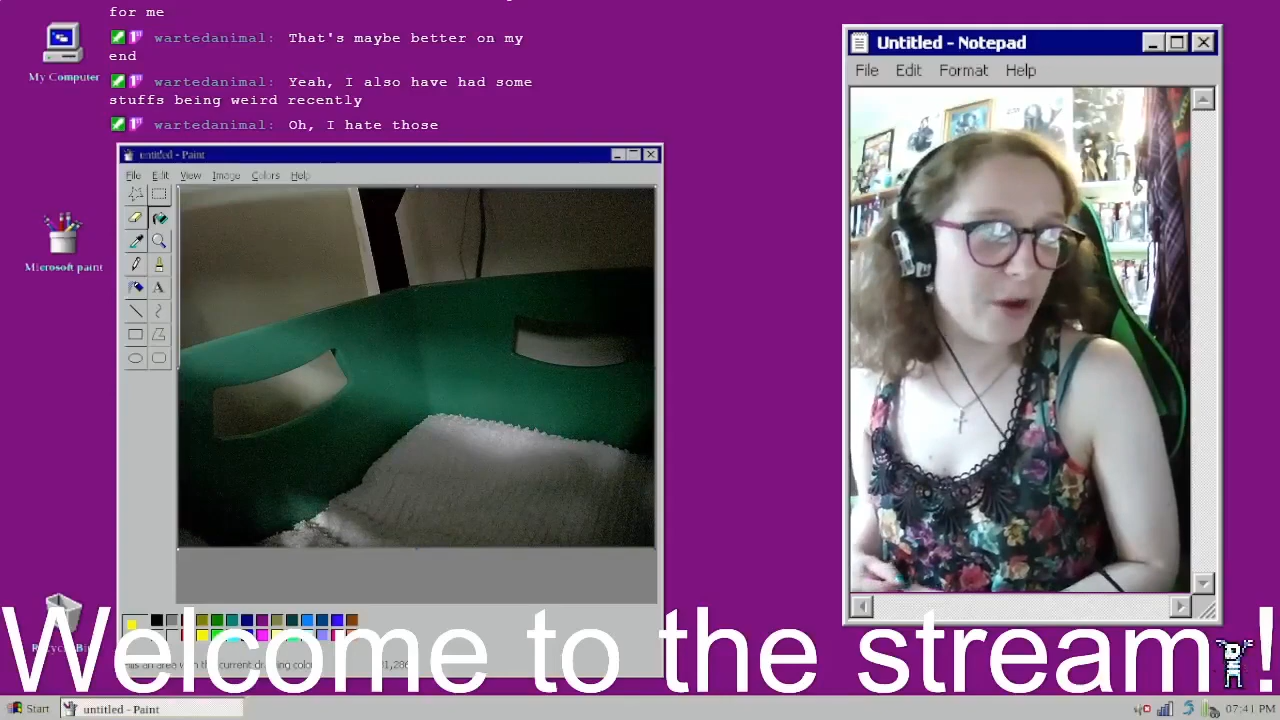 for me
wartedanimal: That's maybe better on my
end
wartedanimal: Yeah, I also have had some
stuffs being weird recently
wartedanimal: Oh, I hate those
My Computer
Microsoft paint
untitled - Paint
File Edit View Image Colors Help
Untitled - Notepad
File Edit Format Help
Welcome to the stream !
Start
untitled - Paint
07:41 PM